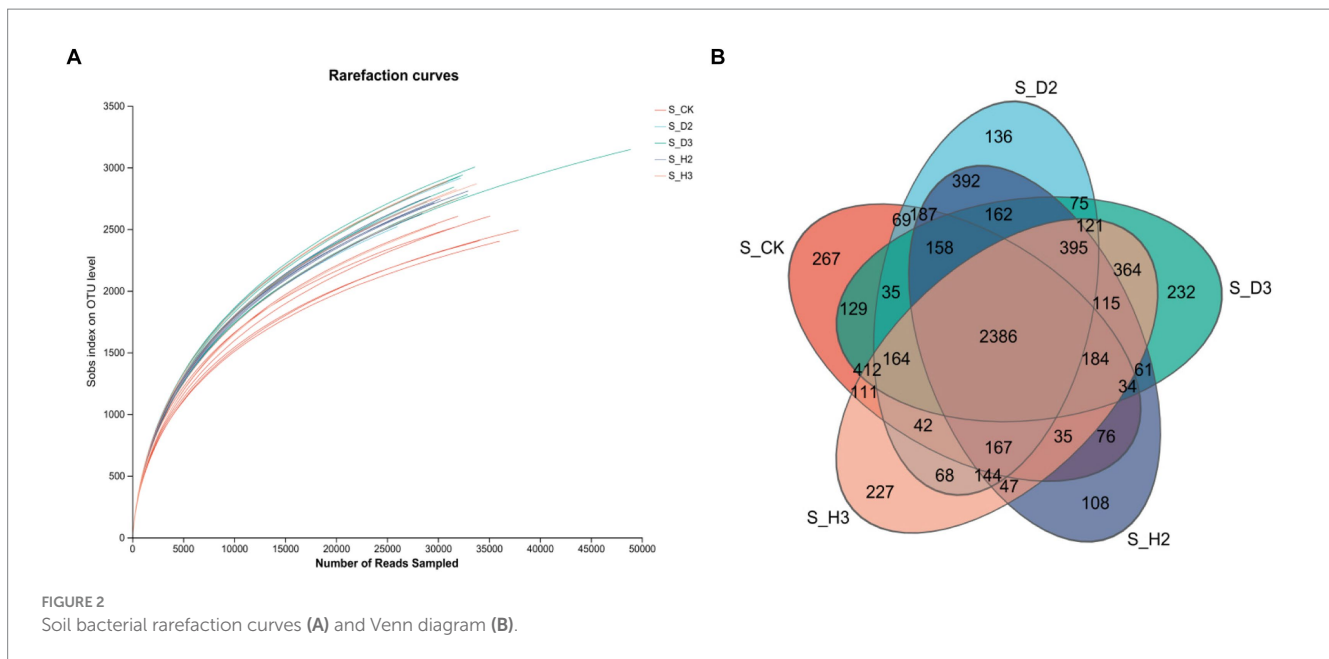 A
Rarefaction curves
Sobs index on OTU level
3500
3000
2500
2000
1500
1000
500
0
0 5000 10000 15000 20000 25000 30000 35000 40000 45000 50000
Number of Reads Sampled
S_CK
S_D2
S_D3
S_H2
S_H3
B
S_D2
136
392
75
69 187 162
121
S_CK
267
158
395
364
35
115
232
S_D3
129
2386
164
184
412
61
111
34
42
35
76
167
68
144
47
227
108
S_H3
S_H2
FIGURE 2
Soil bacterial rarefaction curves (A) and Venn diagram (B).